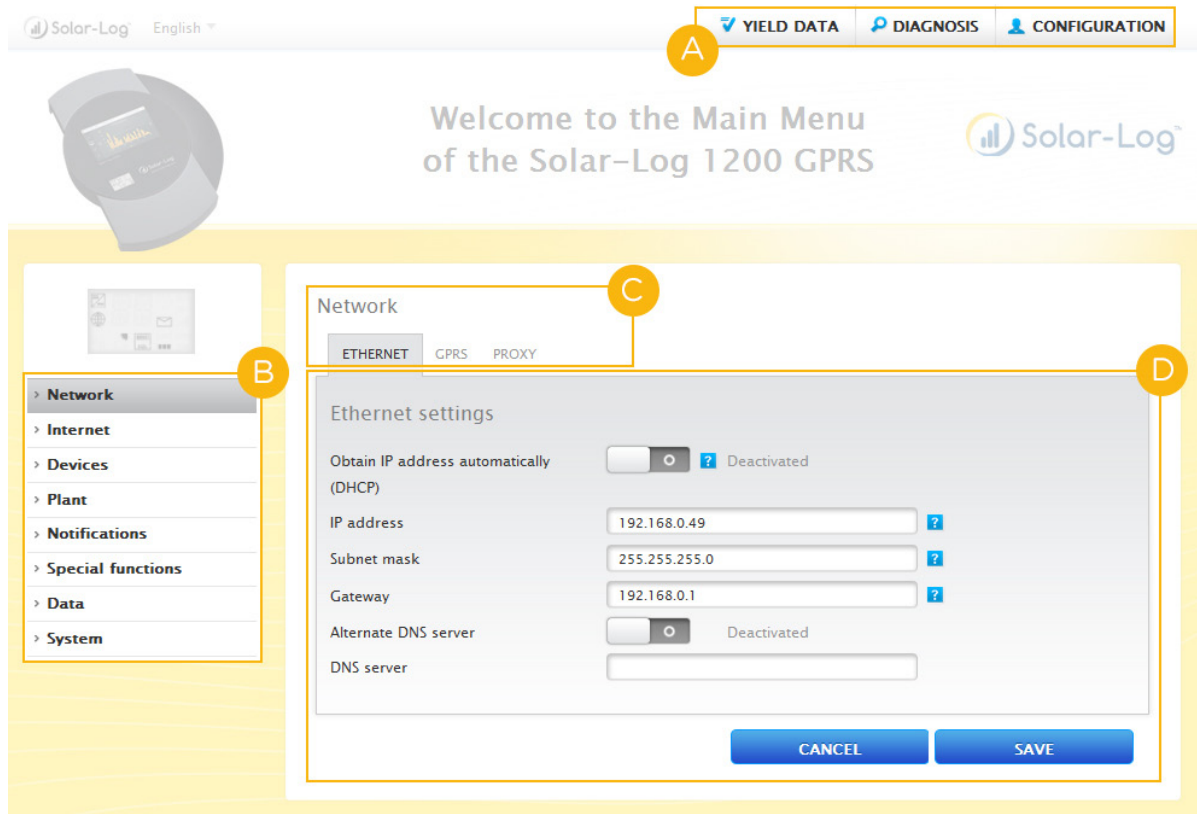 Solar-Log™ English
YIELD DATA DIAGNOSIS CONFIGURATION
A
Welcome to the Main Menu
of the Solar-Log 1200 GPRS
Solar-Log™
C
Network
ETHERNET GPRS PROXY
B
Network
Internet
Devices
Plant
Notifications
Special functions
Data
System
D
Ethernet settings
Obtain IP address automatically
(DHCP)
? Deactivated
IP address 192.168.0.49 ?
Subnet mask 255.255.255.0 ?
Gateway 192.168.0.1 ?
Alternate DNS server Deactivated
DNS server
CANCEL SAVE